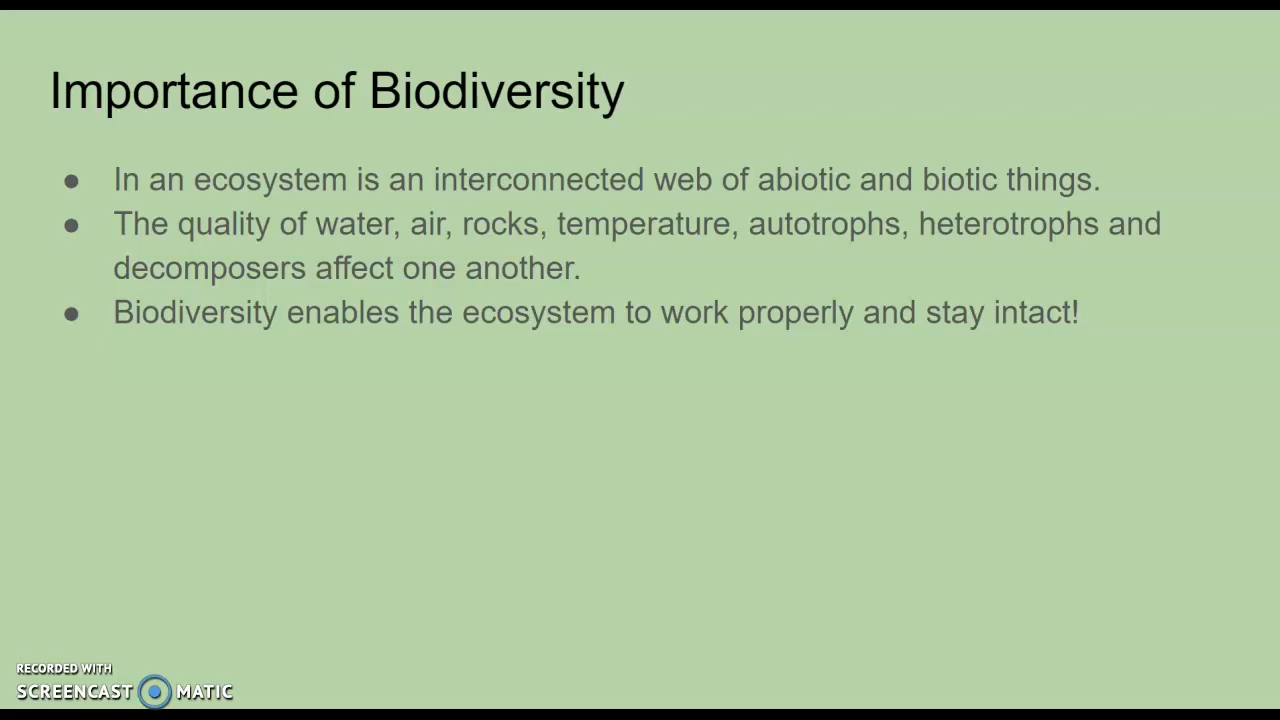 Importance of Biodiversity
● In an ecosystem is an interconnected web of abiotic and biotic things.
● The quality of water, air, rocks, temperature, autotrophs, heterotrophs and
decomposers affect one another.
● Biodiversity enables the ecosystem to work properly and stay intact!
RECORDED WITH
SCREENCAST MATIC